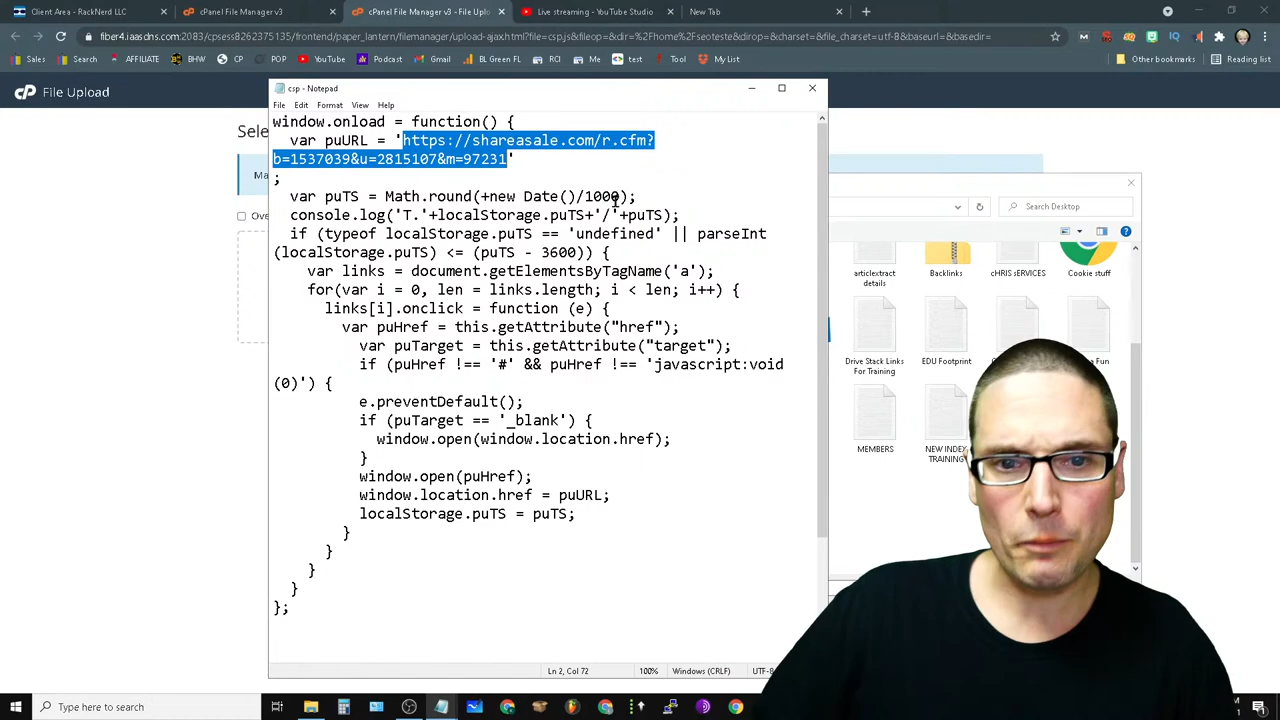 Client Area - RackNerd LLC
cPanel File Manager v3
cPanel File Manager v3 - File Uplo
Live streaming - YouTube Studio
New Tab
fiber4.iaasdns.com:2083/cpsess8262375135/frontend/paper_lantern/filemanager/upload-ajax.html?file=csp.js&fileop=&dir=%2Fhome%2Fseoteste&dirop=&charset=&file_charset=utf-8&baseurl=&basedir=
Sales
Search
AFFILIATE
BHW
CP
POP
YouTube
Podcast
Gmail
BL Green FL
RCI
Me
test
Tool
My List
Other bookmarks
Reading list
cP File Upload
Sele
Ma
Ove
csp - Notepad
File Edit Format View Help
window.onload = function() {
var puURL = 'https://shareasale.com/r.cfm?
b=1537039&u=2815107&m=97231'
;
var puTS = Math.round(+new Date()/1000);
console.log('T.'+localStorage.puTS+'/'+puTS);
if (typeof localStorage.puTS == 'undefined' || parseInt
(localStorage.puTS) <= (puTS - 3600)) {
var links = document.getElementsByTagName('a');
for(var i = 0, len = links.length; i < len; i++) {
links[i].onclick = function (e) {
var puHref = this.getAttribute("href");
var puTarget = this.getAttribute("target");
if (puHref !== '#' && puHref !== 'javascript:void
(0)') {
e.preventDefault();
if (puTarget == '_blank') {
window.open(window.location.href);
}
window.open(puHref);
window.location.href = puURL;
localStorage.puTS = puTS;
}
}
}
}
};
Ln 2, Col 72
100%
Windows (CRLF)
UTF-8
Search Desktop
articlextract details
Backlinks
cHRIS sERVICES
Cookie stuff
Drive Stack Links For Training
EDU Footprint
Fun
MEMBERS
NEW INDEX TRAINING
Type here to search